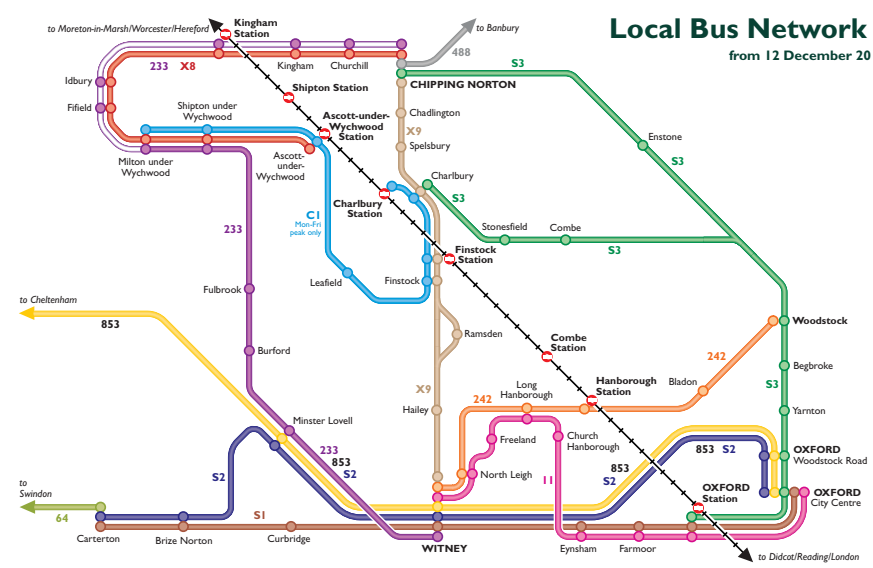 Local Bus Network
from 12 December 20
to Moreton-in-Marsh/Worcester/Hereford
Kingham
Station
to Banbury
488
233 X8
Kingham
Churchill
S3
CHIPPING NORTON
Idbury
Fifield
Shipton Station
Shipton under
Wychwood
Ascott-under-
Wychwood
Station
Chadlington
X9
Spelsbury
Enstone
S3
Milton under
Wychwood
Ascott-
under-
Wychwood
Charlbury
S3
Charlbury
Station
C1
Mon-Fri
peak only
233
Stonesfield
Combe
S3
Finstock
Station
Leafield
Finstock
Fulbrook
to Cheltenham
853
Woodstock
Ramsden
Combe
Station
242
Burford
Begbroke
S3
Hanborough
Station
Bladon
X9
Long
Hanborough
242
Hailey
Yarnton
Minster Lovell
Freeland
Church
Hanborough
233
853
S2
S2
853 S2
OXFORD
Woodstock Road
853
S2
North Leigh
11
to
Swindon
64
OXFORD
Station
OXFORD
City Centre
S1
Carterton
Brize Norton
Curbridge
WITNEY
Eynsham
Farmoor
to Didcot/Reading/London